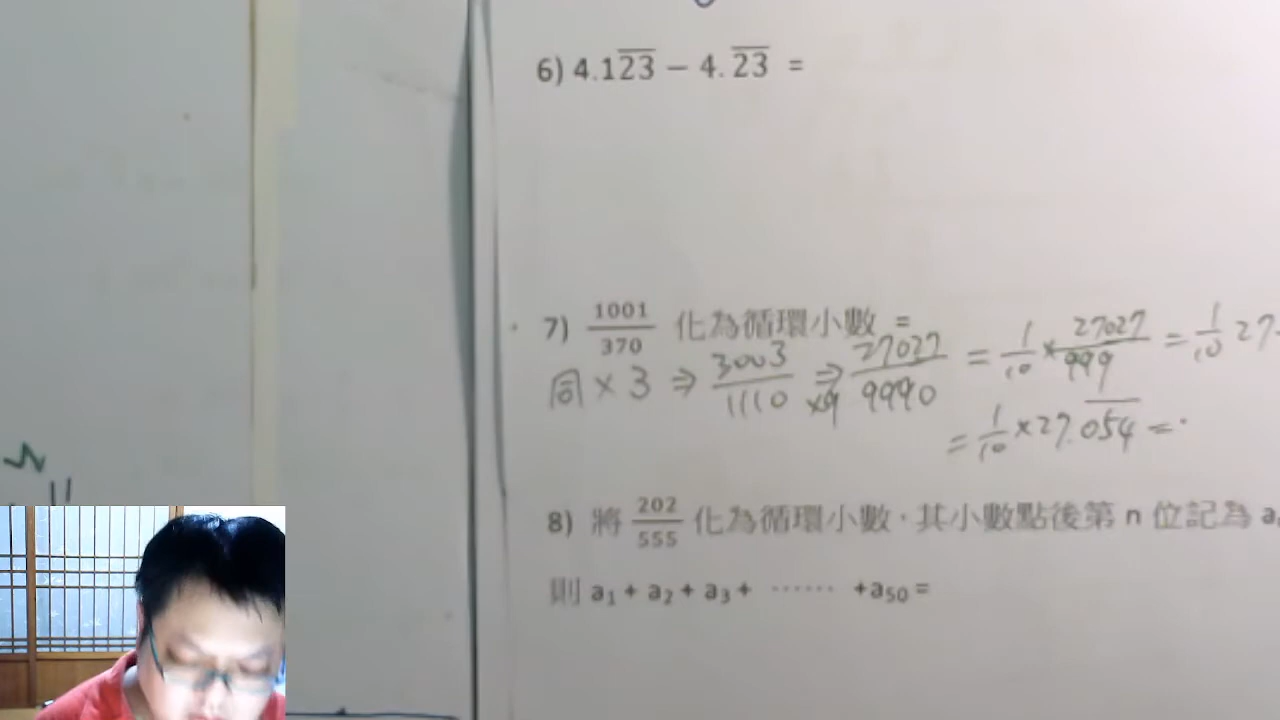 6) 4.1\overline{23} − 4.\overline{23} =
7) \frac{1001}{370} 化為循環小數 =
同 × 3 ⇒ \frac{3003}{1110} ⇒ ×9 \frac{27027}{9990} = \frac{1}{10} × \frac{27027}{999} = \frac{1}{10} 27
= \frac{1}{10} × 27.\overline{054} = ·
8) 將 \frac{202}{555} 化為循環小數，其小數點後第 n 位記為 a
則 a₁ + a₂ + a₃ + ⋯⋯ +a₅₀ =